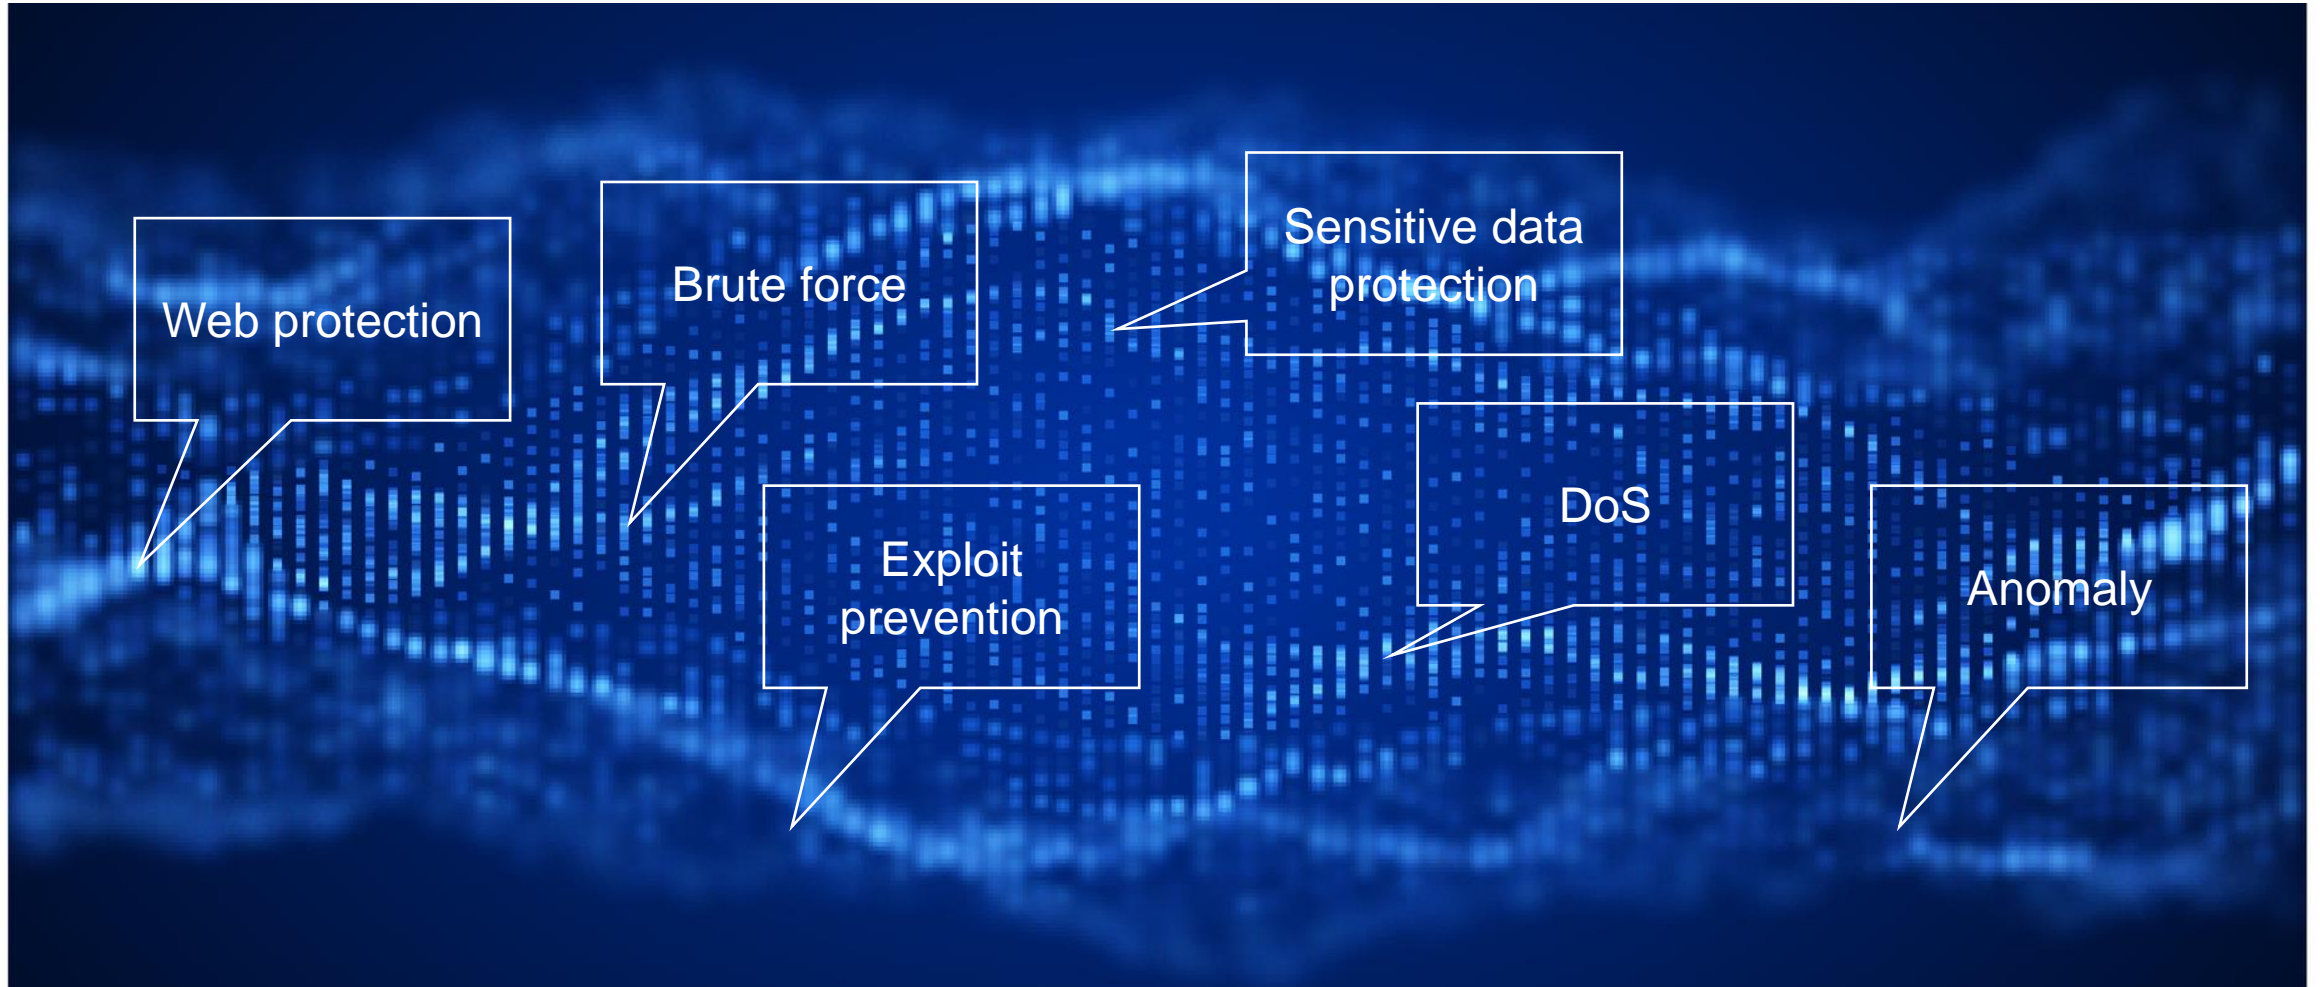 Web protection
Brute force
Sensitive data
protection
Exploit
prevention
DoS
Anomaly